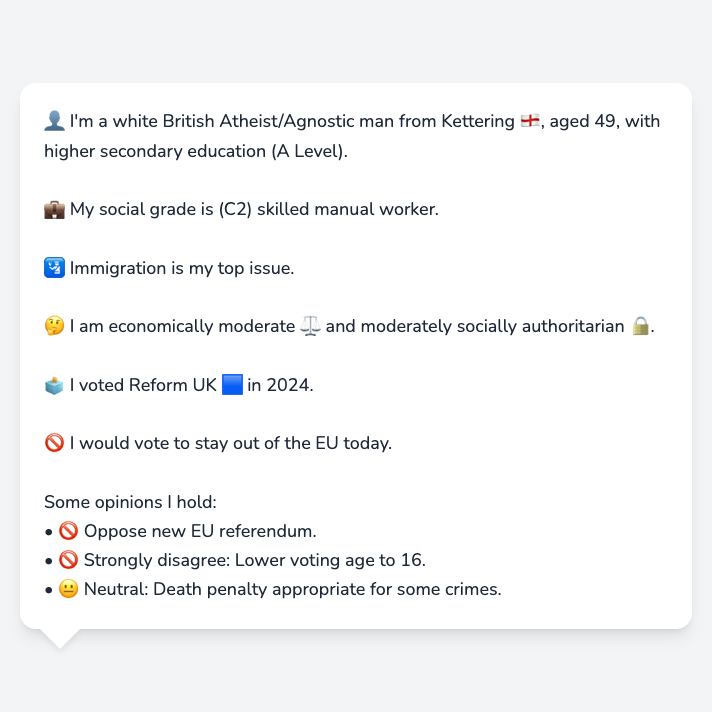 👤 I'm a white British Atheist/Agnostic man from Kettering 🏴󠁧󠁢󠁥󠁮󠁧󠁿, aged 49, with
higher secondary education (A Level).
💼 My social grade is (C2) skilled manual worker.
🛂 Immigration is my top issue.
🤔 I am economically moderate ⚖️ and moderately socially authoritarian 🔒.
🗳️ I voted Reform UK 🟦 in 2024.
🚫 I would vote to stay out of the EU today.
Some opinions I hold:
• 🚫 Oppose new EU referendum.
• 🚫 Strongly disagree: Lower voting age to 16.
• 😐 Neutral: Death penalty appropriate for some crimes.